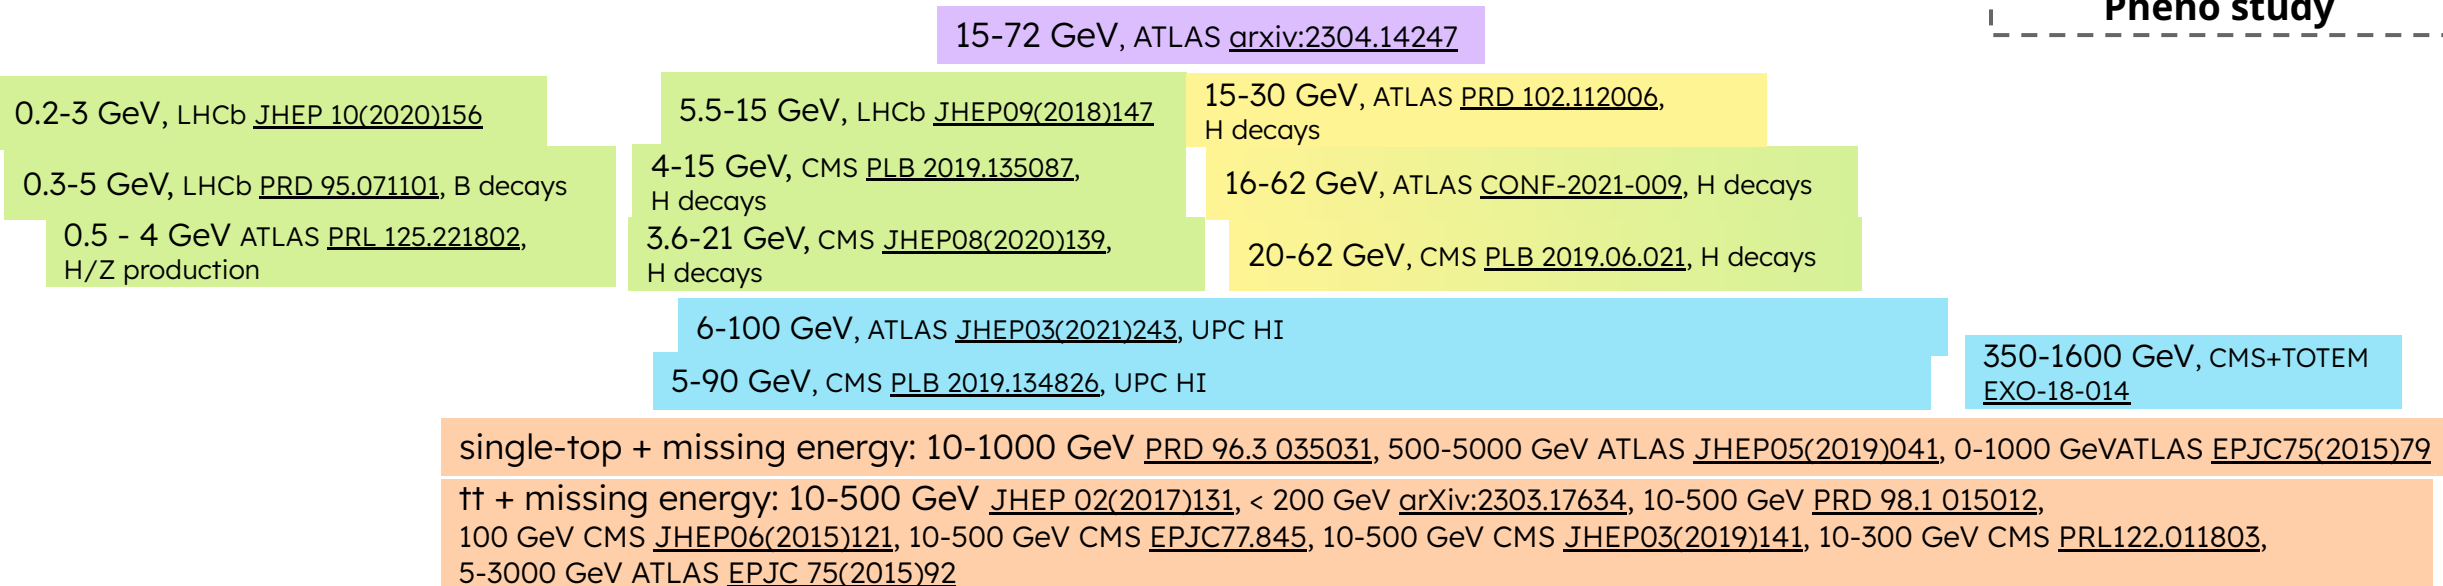 Pheno study
15-72 GeV, ATLAS arxiv:2304.14247
0.2-3 GeV, LHCb JHEP 10(2020)156
5.5-15 GeV, LHCb JHEP09(2018)147
15-30 GeV, ATLAS PRD 102.112006,
H decays
0.3-5 GeV, LHCb PRD 95.071101, B decays
4-15 GeV, CMS PLB 2019.135087,
H decays
16-62 GeV, ATLAS CONF-2021-009, H decays
0.5 - 4 GeV ATLAS PRL 125.221802,
H/Z production
3.6-21 GeV, CMS JHEP08(2020)139,
H decays
20-62 GeV, CMS PLB 2019.06.021, H decays
6-100 GeV, ATLAS JHEP03(2021)243, UPC HI
5-90 GeV, CMS PLB 2019.134826, UPC HI
350-1600 GeV, CMS+TOTEM
EXO-18-014
single-top + missing energy: 10-1000 GeV PRD 96.3 035031, 500-5000 GeV ATLAS JHEP05(2019)041, 0-1000 GeVATLAS EPJC75(2015)79
tt + missing energy: 10-500 GeV JHEP 02(2017)131, < 200 GeV arXiv:2303.17634, 10-500 GeV PRD 98.1 015012,
100 GeV CMS JHEP06(2015)121, 10-500 GeV CMS EPJC77.845, 10-500 GeV CMS JHEP03(2019)141, 10-300 GeV CMS PRL122.011803,
5-3000 GeV ATLAS EPJC 75(2015)92